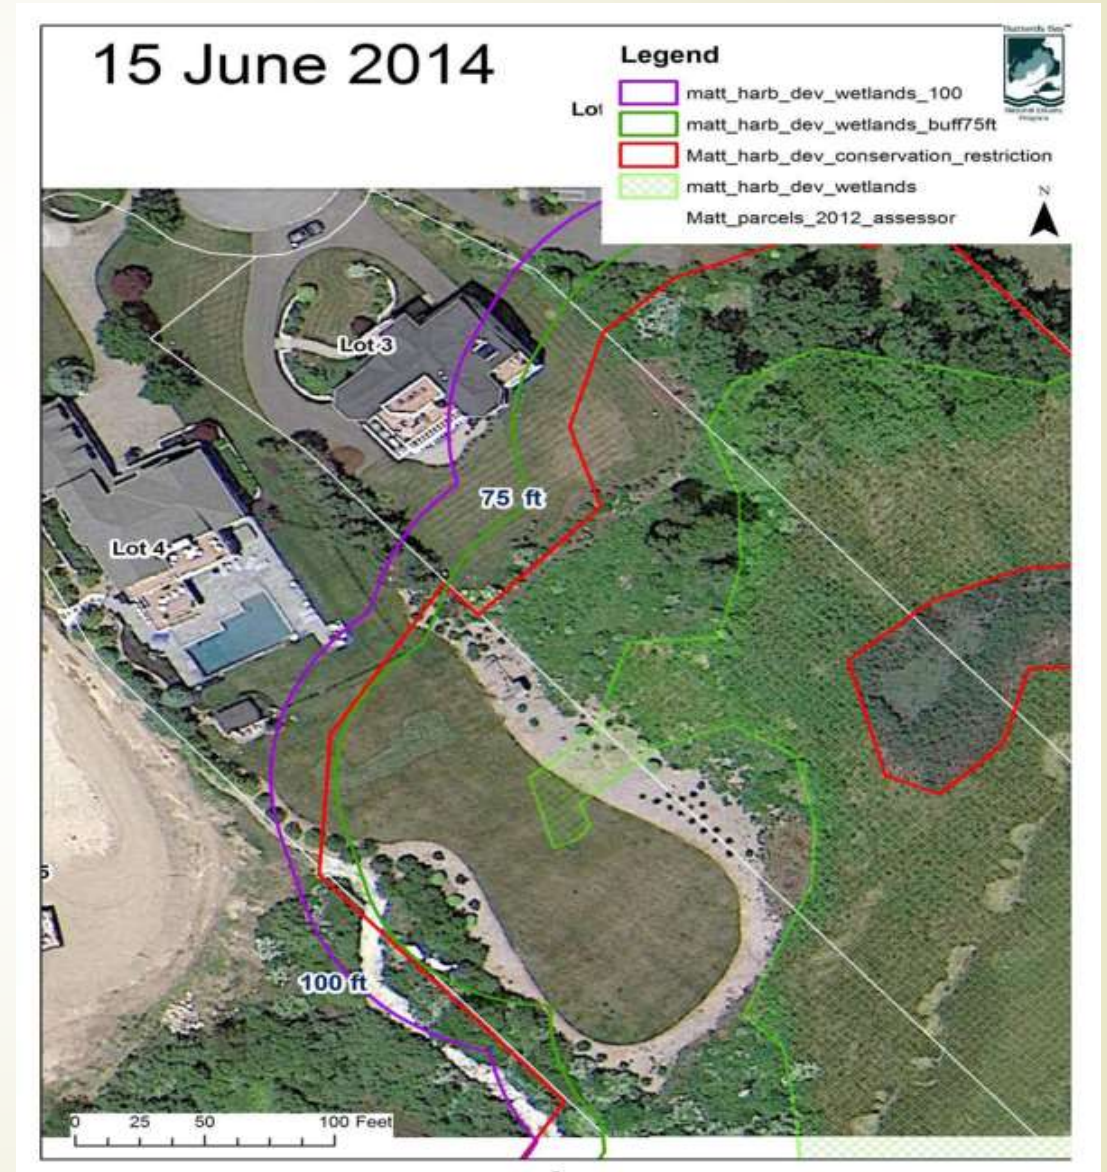 15 June 2014
Legend
matt_harb_dev_wetlands_100
Lot
matt_harb_dev_wetlands_buff75ft
Matt_harb_dev_conservation_restriction
matt_harb_dev_wetlands
Matt_parcels_2012_assessor
N
Lot 3
75 ft
Lot 4
5
100 ft
0 25 50 100 Feet